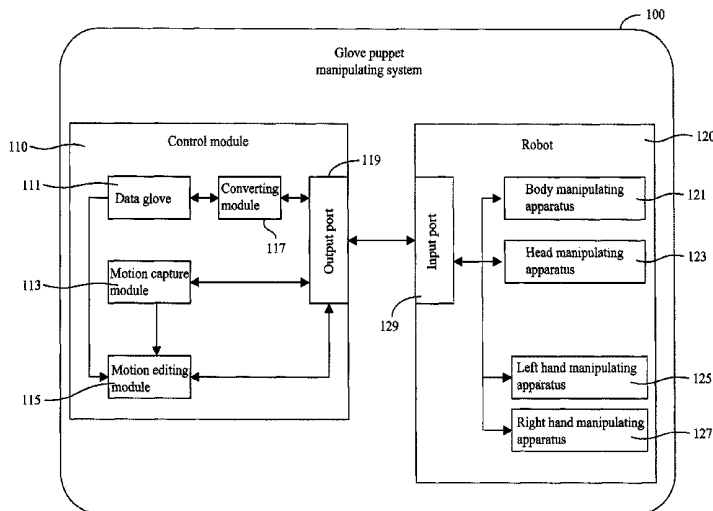 100
Glove puppet
manipulating system
110
Control module
119
Robot
120
111
Data glove
Converting
module
117
Output port
Input port
129
Body manipulating
apparatus
121
Head manipulating
apparatus
123
113
Motion capture
module
115
Motion editing
module
Left hand manipulating
apparatus
125
Right hand manipulating
apparatus
127